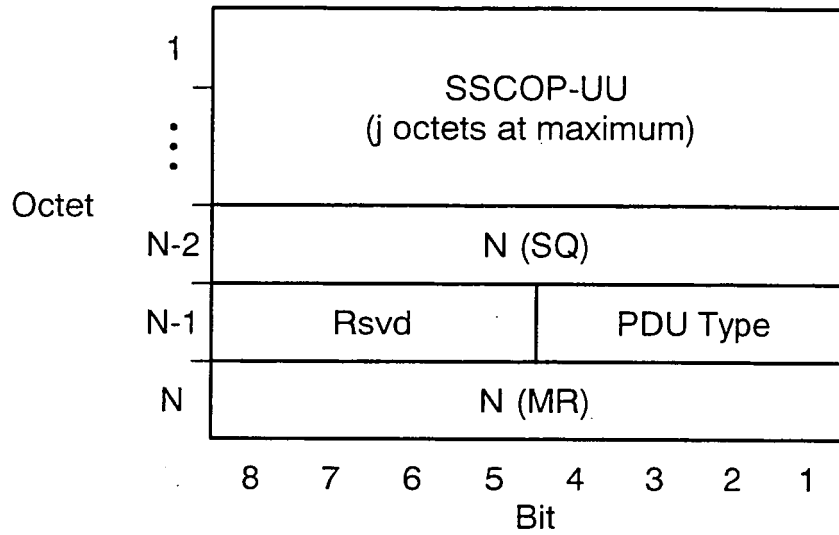 1
SSCOP-UU
(j octets at maximum)
Octet
N-2 N (SQ)
N-1 Rsvd PDU Type
N N (MR)
8 7 6 5 4 3 2 1
Bit